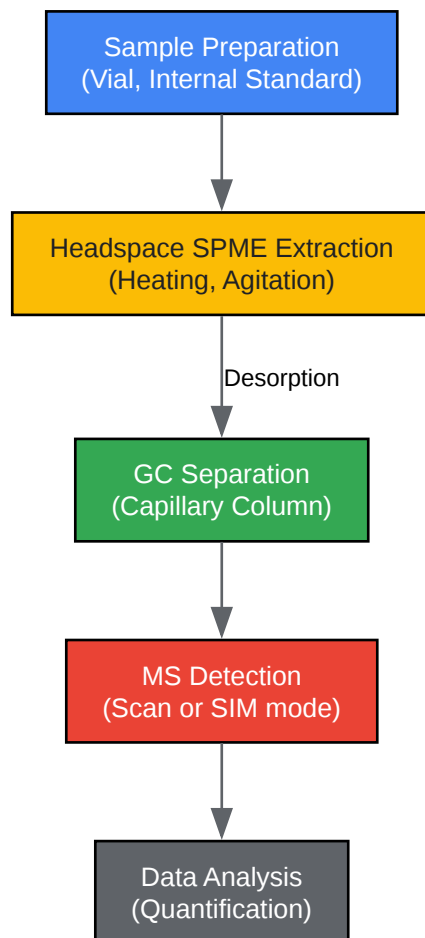 Sample Preparation
(Vial, Internal Standard)
Headspace SPME Extraction
(Heating, Agitation)
Desorption
GC Separation
(Capillary Column)
MS Detection
(Scan or SIM mode)
Data Analysis
(Quantification)